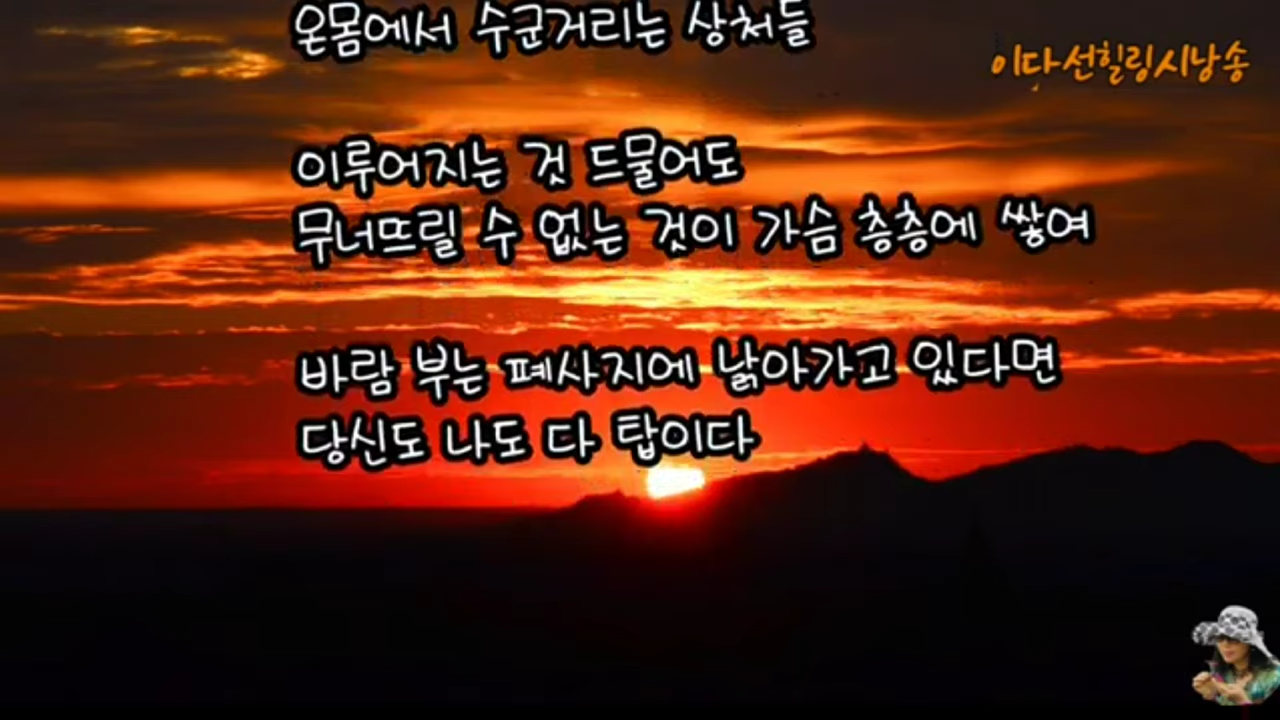 온몸에서 수군거리는 상처들
이다선힐링시낭송
이루어지는 것 드물어도
무너뜨릴 수 없는 것이 가슴 층층에 쌓여
바람 부는 폐사지에 낡아가고 있다면
당신도 나도 다 탑이다